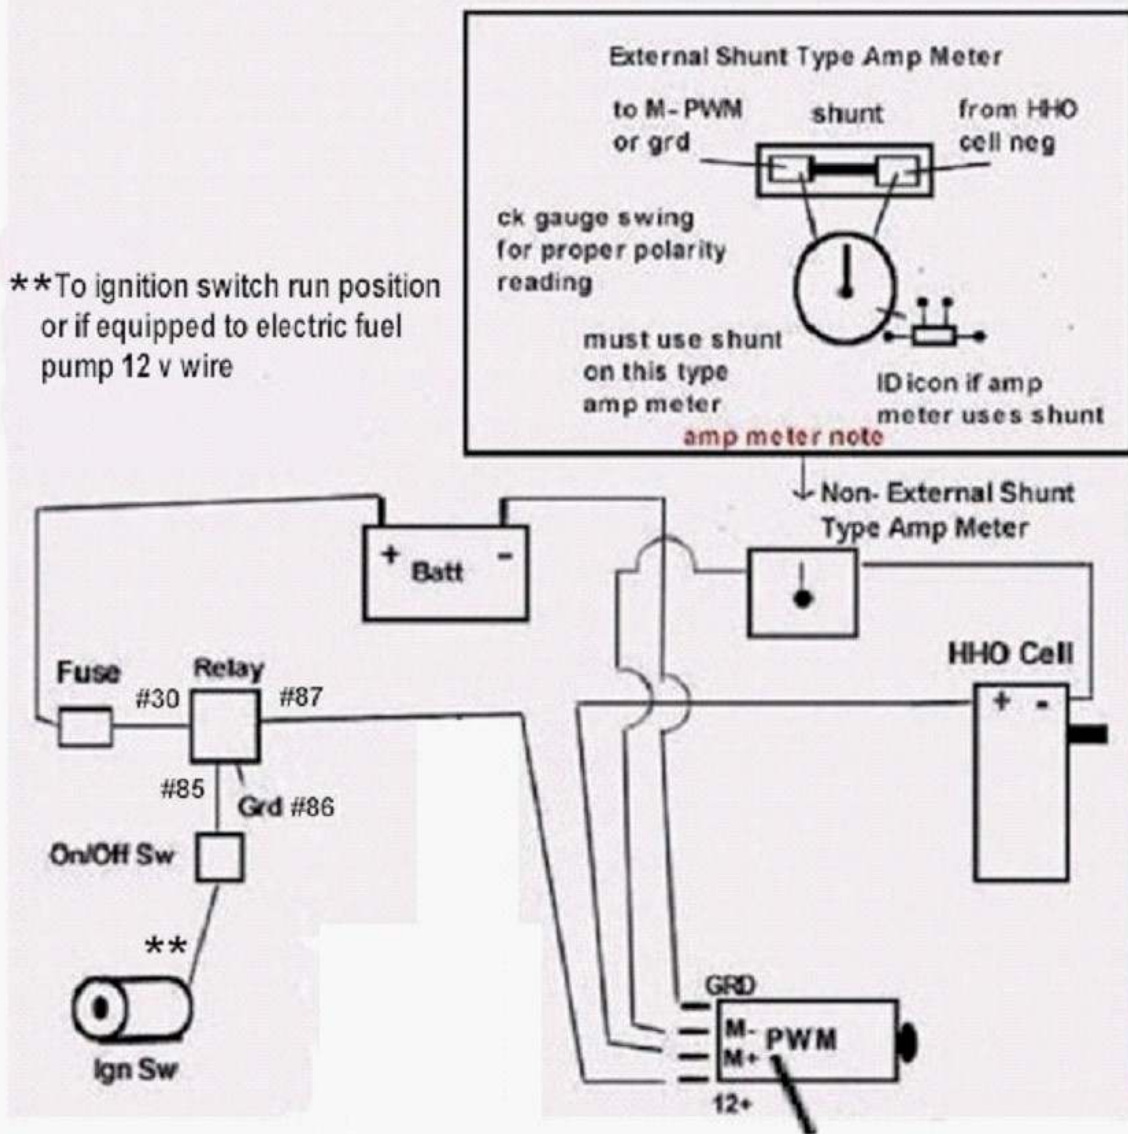 External Shunt Type Amp Meter
to M- PWM
or grd
shunt
from HHO
cell neg
ck gauge swing
for proper polarity
reading
must use shunt
on this type
amp meter
ID icon if amp
meter uses shunt
amp meter note
**To ignition switch run position
or if equipped to electric fuel
pump 12 v wire
Non- External Shunt
Type Amp Meter
+ Batt -
HHO Cell
+ -
Fuse
#30
Relay
#87
#85
Grd #86
On/Off Sw
**
Ign Sw
GRD
M-
M+
PWM
12+